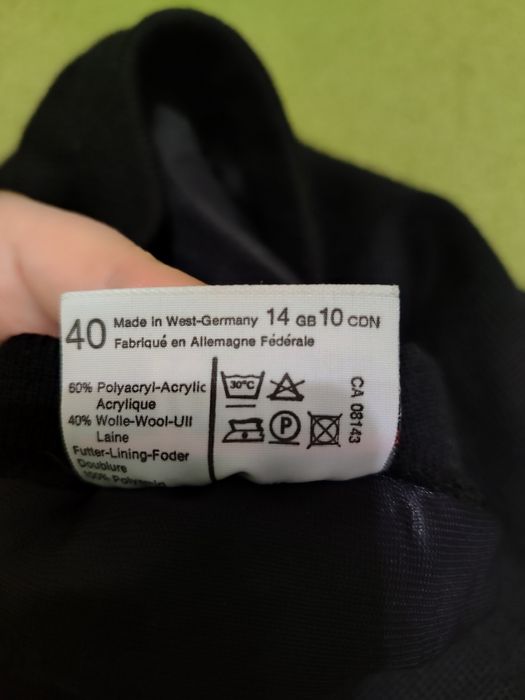 40 Made in West-Germany 14 GB 10 CDN
Fabriqué en Allemagne Fédérale
60% Polyacryl-Acrylic
Acrylique
40% Wolle-Wool-Ull
Laine
Futter-Lining-Foder
Doublure
100%
30°C
P
CA 08143